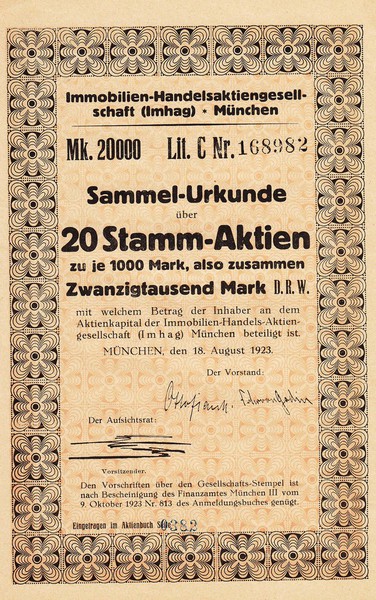 Immobilien-Handelsaktiengesell-
schaft (Imhag) · München
Mk. 20000 Lit. C Nr. 168982
Sammel-Urkunde
über
20 Stamm-Aktien
zu je 1000 Mark, also zusammen
Zwanzigtausend Mark D. R. W.
mit welchem Betrag der Inhaber an dem
Aktienkapital der Immobilien-Handels-Aktien-
gesellschaft (Imhag) München beteiligt ist.
MÜNCHEN, den 18. August 1923.
Der Vorstand:
Der Aufsichtsrat:
Vorsitzender.
Den Vorschriften über den Gesellschafts-Stempel ist
nach Bescheinigung des Finanzamtes München III vom
9. Oktober 1923 Nr. 813 des Anmeldungsbuches genügt.
Eingetragen im Aktienbuch